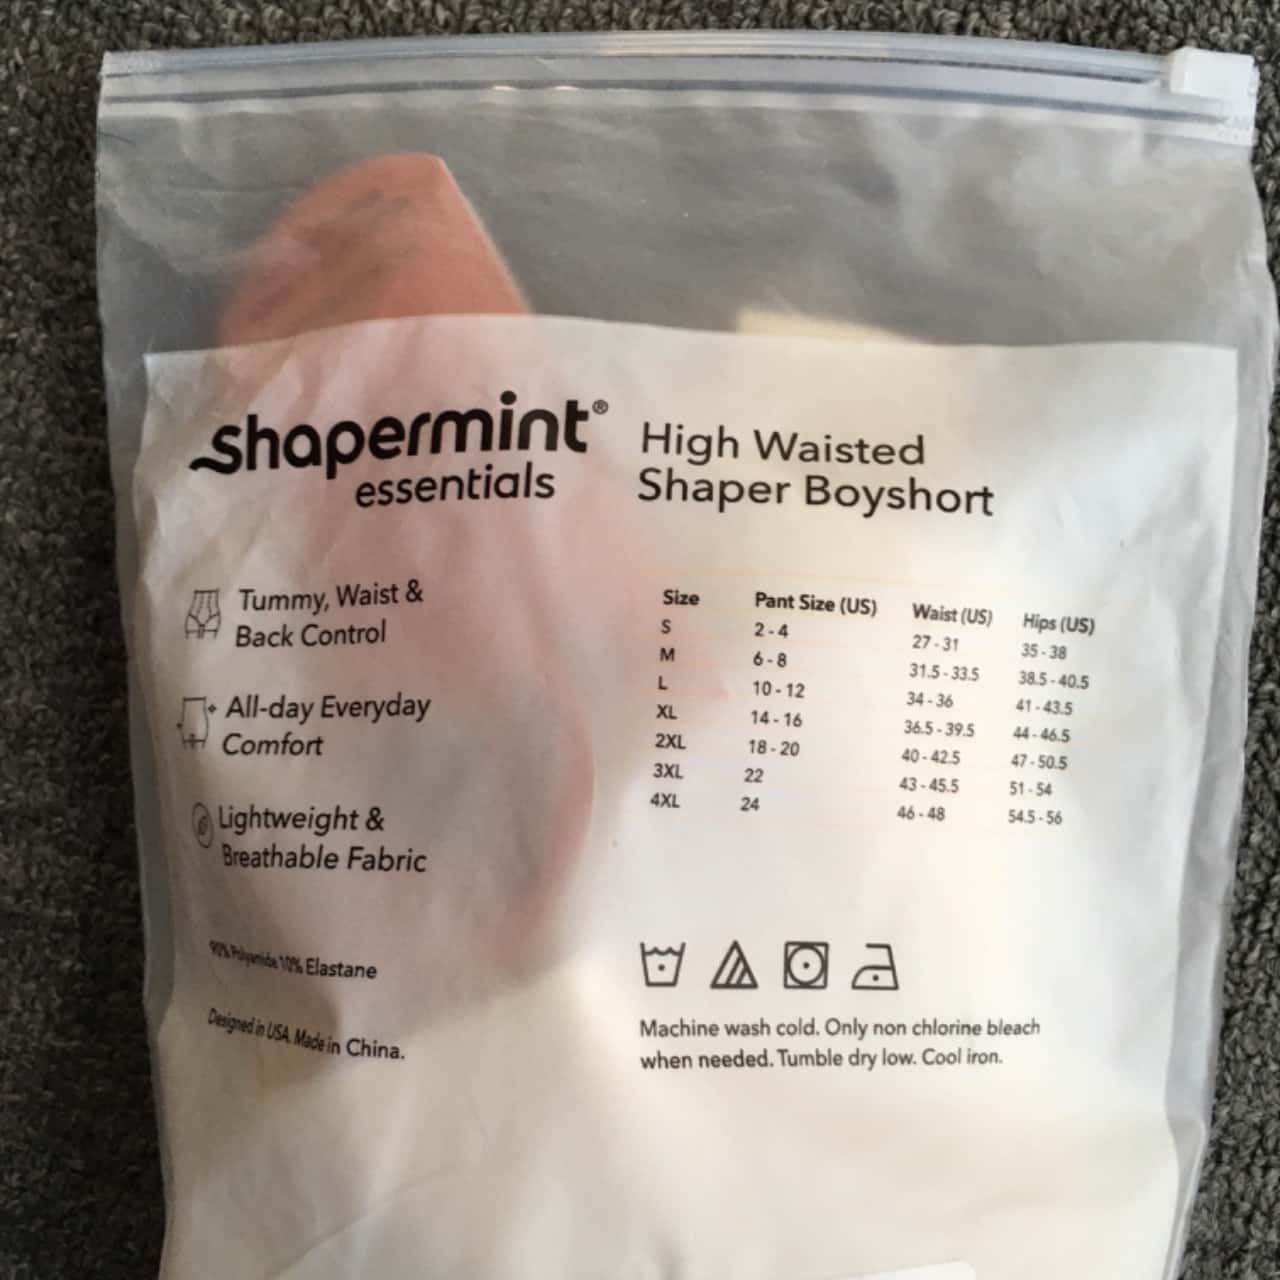 shapermint®
essentials
High Waisted
Shaper Boyshort
Tummy, Waist &
Back Control
All-day Everyday
Comfort
Lightweight &
Breathable Fabric
90% Polyamide 10% Elastane
Designed in USA. Made in China.
Size Pant Size (US) Waist (US) Hips (US)
S 2 - 4 27 - 31 35 - 38
M 6 - 8 31.5 - 33.5 38.5 - 40.5
L 10 - 12 34 - 36 41 - 43.5
XL 14 - 16 36.5 - 39.5 44 - 46.5
2XL 18 - 20 40 - 42.5 47 - 50.5
3XL 22 43 - 45.5 51 - 54
4XL 24 46 - 48 54.5 - 56
Machine wash cold. Only non chlorine bleach
when needed. Tumble dry low. Cool iron.